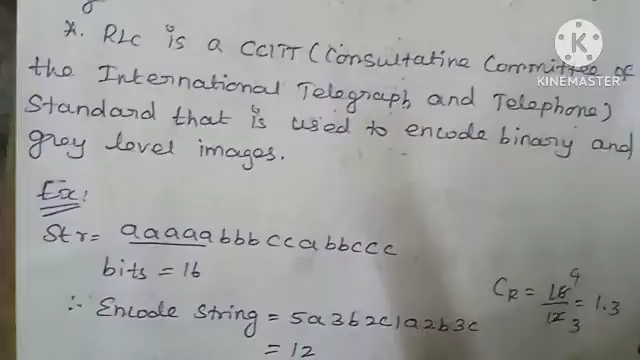 *. RLC is a CCITT (Consultative Committee of
the International Telegraph and Telephone)
Standard that is used to encode binary and
grey level images.
Ex:
Str= aaaaabbbccabbccc
bits = 16
∴ Encode String = 5a3b2c1a2b3c
= 12
CR = 16/12 = 1.3
4
3
K
Made With
KINEMASTER